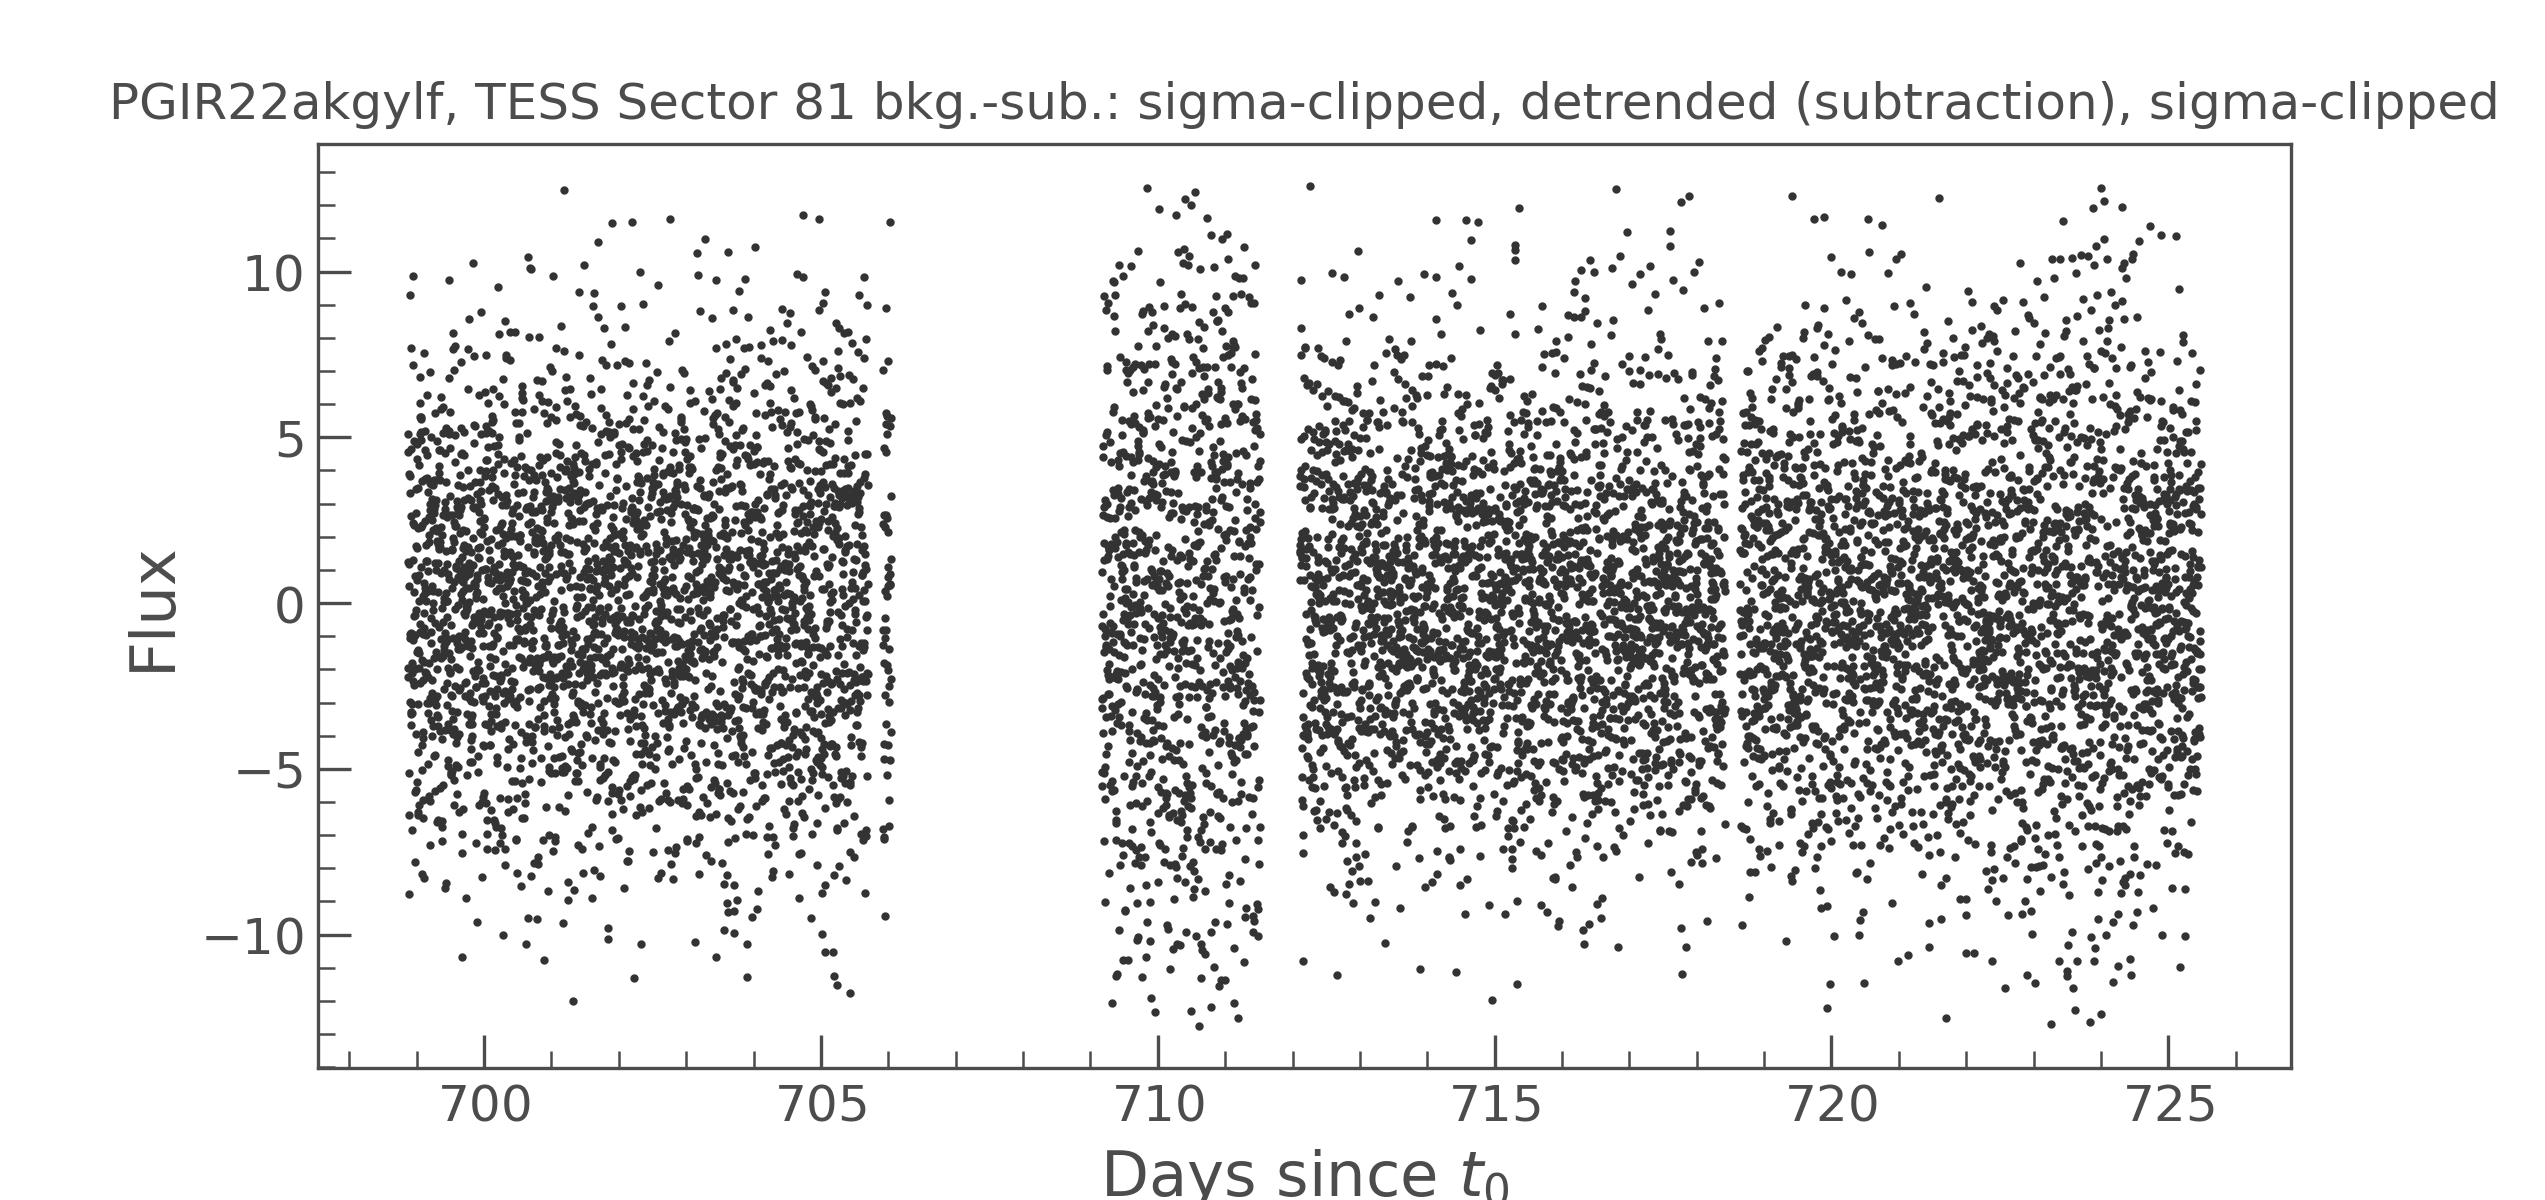 PGIR22akgylf, TESS Sector 81 bkg.-sub.: sigma-clipped, detrended (subtraction), sigma-clipped
10
5
0
−5
−10
Flux
700 705 710 715 720 725
Days since t0